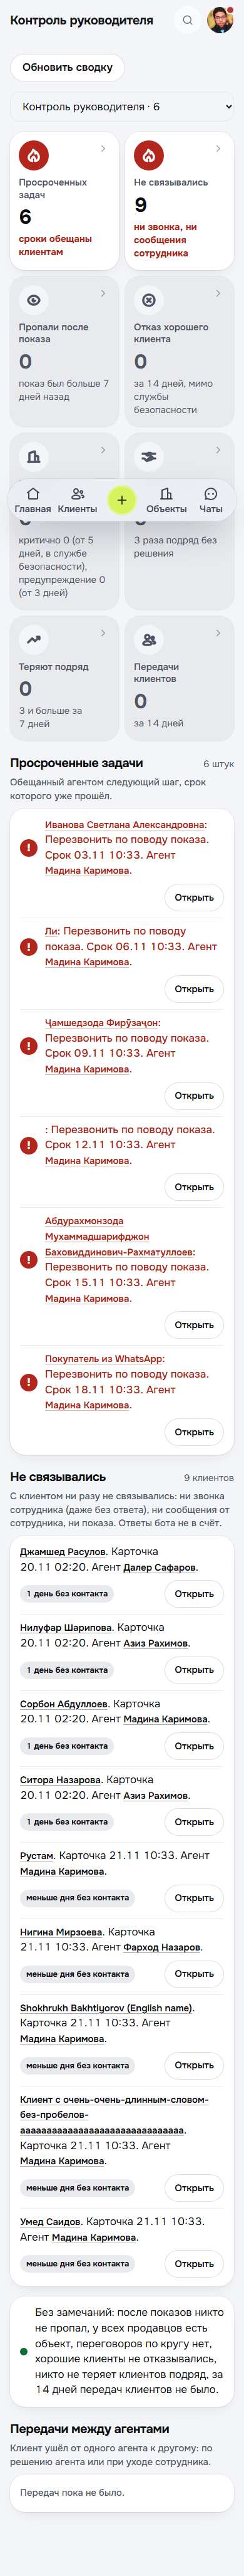 Контроль руководителя
Обновить сводку
Контроль руководителя · 6
Просроченных
задач
6
сроки обещаны
клиентам
Не связывались
9
ни звонка, ни
сообщения
сотрудника
Пропали после
показа
0
показ был больше 7
дней назад
Отказ хорошего
клиента
0
за 14 дней, мимо
службы
безопасности
Главная
Клиенты
Объекты
Чаты
критично 0 (от 5
дней, в службе
безопасности),
предупреждение 0
(от 3 дней)
3 раза подряд без
решения
Теряют подряд
0
3 и больше за
7 дней
Передачи
клиентов
0
за 14 дней
Просроченные задачи
6 штук
Обещанный агентом следующий шаг, срок
которого уже прошёл.
Иванова Светлана Александровна:
Перезвонить по поводу показа.
Срок 03.11 10:33. Агент
Мадина Каримова.
Открыть
Ли: Перезвонить по поводу
показа. Срок 06.11 10:33. Агент
Мадина Каримова.
Открыть
Ҷамшедзода Фирӯзаҷон:
Перезвонить по поводу показа.
Срок 09.11 10:33. Агент
Мадина Каримова.
Открыть
: Перезвонить по поводу показа.
Срок 12.11 10:33. Агент
Мадина Каримова.
Открыть
Абдурахмонзода
Мухаммадшарифджон
Баховиддинович-Рахматуллоев:
Перезвонить по поводу показа.
Срок 15.11 10:33. Агент
Мадина Каримова.
Открыть
Покупатель из WhatsApp:
Перезвонить по поводу показа.
Срок 18.11 10:33. Агент
Мадина Каримова.
Открыть
Не связывались
9 клиентов
С клиентом ни разу не связывались: ни звонка
сотрудника (даже без ответа), ни сообщения от
сотрудника, ни показа. Ответы бота не в счёт.
Джамшед Расулов. Карточка
20.11 02:20. Агент Далер Сафаров.
1 день без контакта
Открыть
Нилуфар Шарипова. Карточка
20.11 02:20. Агент Азиз Рахимов.
1 день без контакта
Открыть
Сорбон Абдуллоев. Карточка
20.11 02:20. Агент Мадина Каримова.
1 день без контакта
Открыть
Ситора Назарова. Карточка
20.11 02:20. Агент Азиз Рахимов.
1 день без контакта
Открыть
Рустам. Карточка 21.11 10:33. Агент
Мадина Каримова.
меньше дня без контакта
Открыть
Нигина Мирзоева. Карточка
21.11 10:33. Агент Фарход Назаров.
меньше дня без контакта
Открыть
Shokhrukh Bakhtiyorov (English name).
Карточка 21.11 10:33. Агент
Мадина Каримова.
меньше дня без контакта
Открыть
Клиент с очень-очень-длинным-словом-
без-пробелов-
Карточка 21.11 10:33. Агент
Мадина Каримова.
меньше дня без контакта
Открыть
Умед Саидов. Карточка 21.11 10:33.
Агент Мадина Каримова.
меньше дня без контакта
Открыть
Без замечаний: после показов никто
не пропал, у всех продавцов есть
объект, переговоров по кругу нет,
хорошие клиенты не отказывались,
никто не теряет клиентов подряд, за
14 дней передач клиентов не было.
Передачи между агентами
Клиент ушёл от одного агента к другому: по
решению агента или при уходе сотрудника.
Передач пока не было.